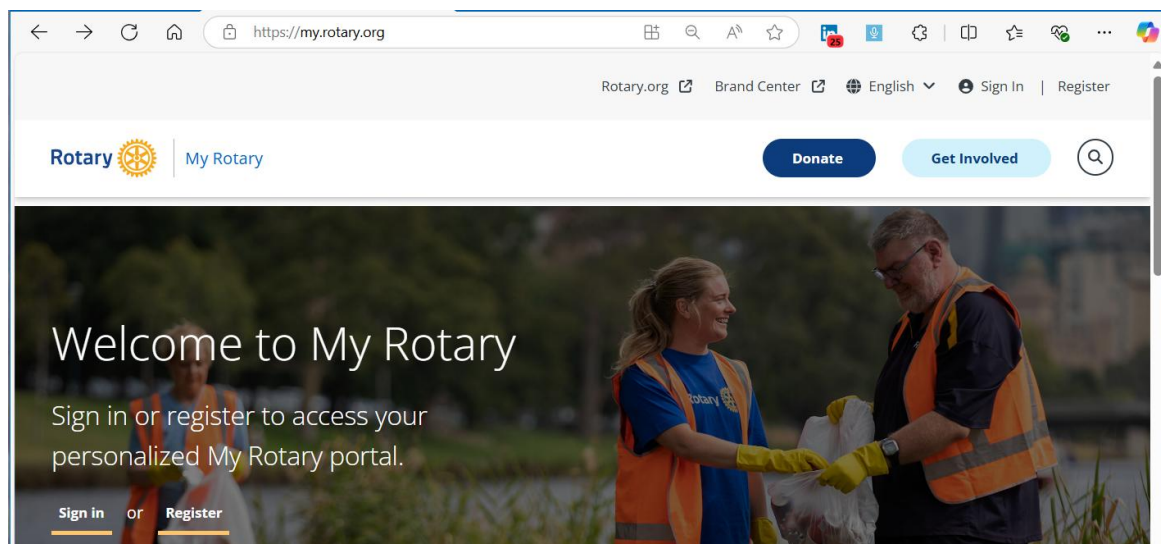 https://my.rotary.org
25
Rotary.org Brand Center English Sign In | Register
Rotary My Rotary Donate Get Involved
Welcome to My Rotary
Sign in or register to access your
personalized My Rotary portal.
Sign in or Register
Rotary